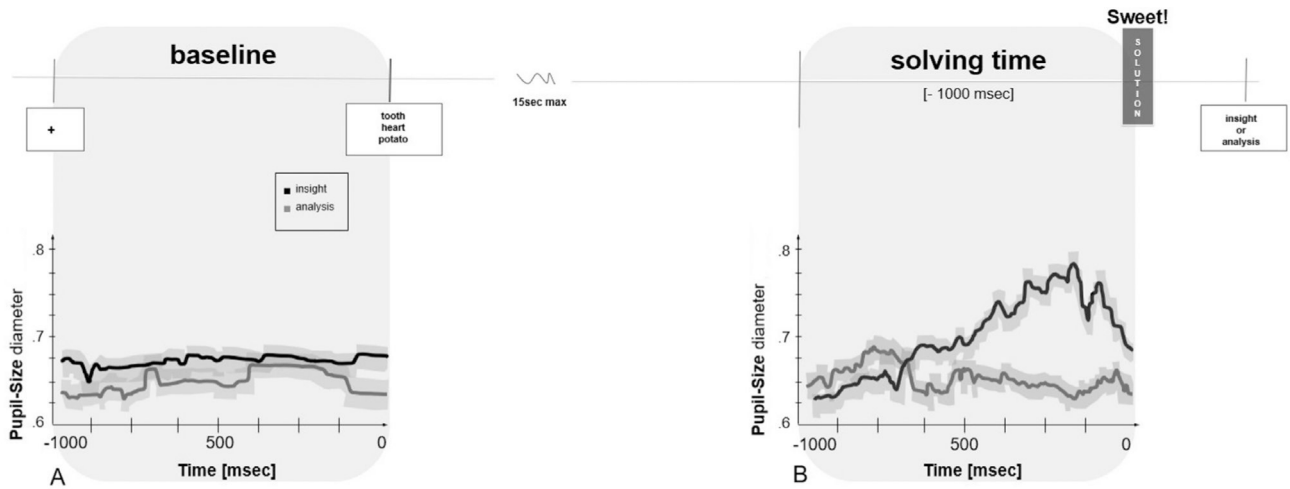 Sweet!
baseline
solving time
[- 1000 msec]
SOLUTION
15sec max
+
tooth
heart
potato
insight
or
analysis
insight
analysis
.8
.7
.6
Pupil-Size diameter
-1000
500
0
Time [msec]
A
.8
.7
.6
Pupil-Size diameter
-1000
500
0
Time [msec]
B